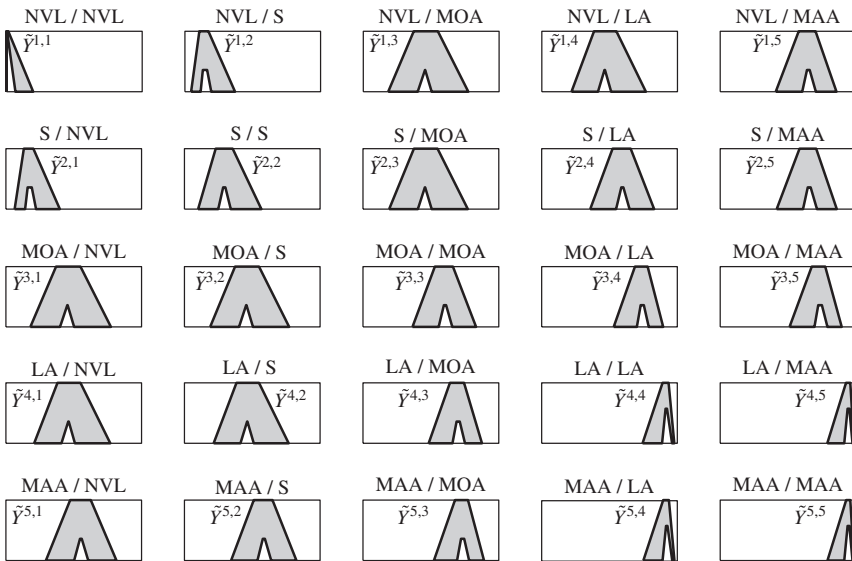 NVL / NVL NVL / S NVL / MOA NVL / LA NVL / MAA
Ỹ1,1 Ỹ1,2 Ỹ1,3 Ỹ1,4 Ỹ1,5
S / NVL S / S S / MOA S / LA S / MAA
Ỹ2,1 Ỹ2,2 Ỹ2,3 Ỹ2,4 Ỹ2,5
MOA / NVL MOA / S MOA / MOA MOA / LA MOA / MAA
Ỹ3,1 Ỹ3,2 Ỹ3,3 Ỹ3,4 Ỹ3,5
LA / NVL LA / S LA / MOA LA / LA LA / MAA
Ỹ4,1 Ỹ4,2 Ỹ4,3 Ỹ4,4 Ỹ4,5
MAA / NVL MAA / S MAA / MOA MAA / LA MAA / MAA
Ỹ5,1 Ỹ5,2 Ỹ5,3 Ỹ5,4 Ỹ5,5